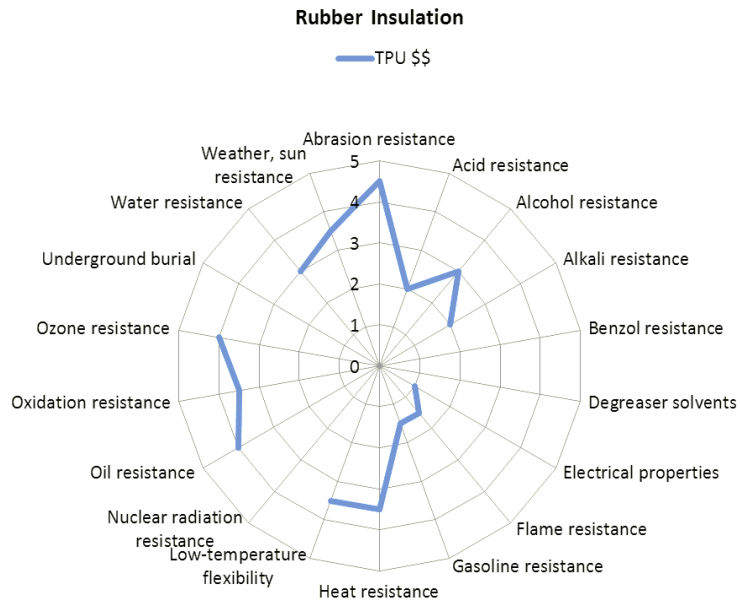 Rubber Insulation
TPU $$
Abrasion resistance
Weather, sun
resistance
Acid resistance
Water resistance
Alcohol resistance
Underground burial
Alkali resistance
Ozone resistance
Benzol resistance
Oxidation resistance
Degreaser solvents
Oil resistance
Electrical properties
Nuclear radiation
resistance
Flame resistance
Low-temperature
flexibility
Gasoline resistance
Heat resistance
5
4
3
2
1
0